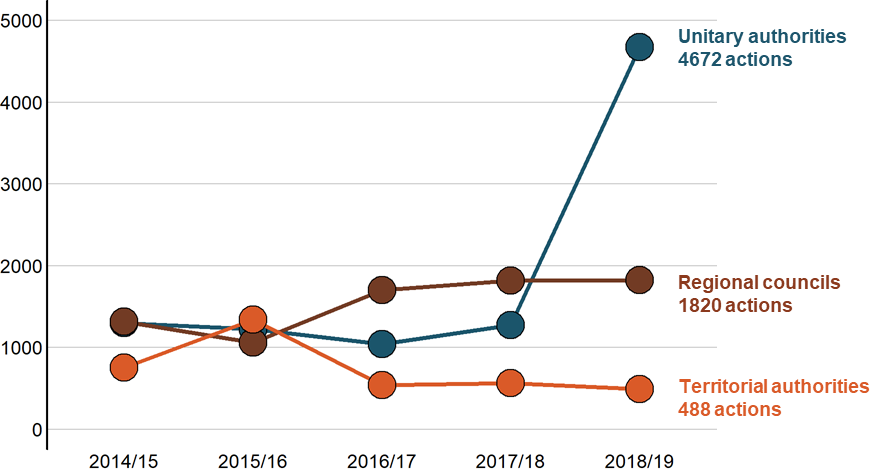 5000
4000
3000
2000
1000
0
Unitary authorities
4672 actions
Regional councils
1820 actions
Territorial authorities
488 actions
2014/15 2015/16 2016/17 2017/18 2018/19